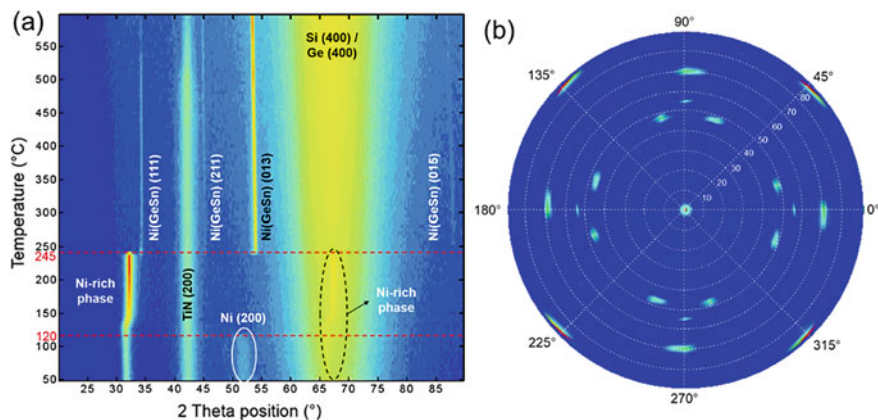 (a)
Si (400) /
Ge (400)
Ni(GeSn) (111)
Ni(GeSn) (211)
Ni(GeSn) (013)
Ni(GeSn) (015)
TiN (200)
Ni-rich
phase
Ni (200)
Ni-rich
phase
Temperature (°C)
550
500
450
400
350
300
250
245
200
150
120
100
50
20 25 30 35 40 45 50 55 60 65 70 75 80 85
2 Theta position (°)
(b)
90°
135°
45°
80
70
60
50
40
30
20
10
180°
0°
225°
315°
270°